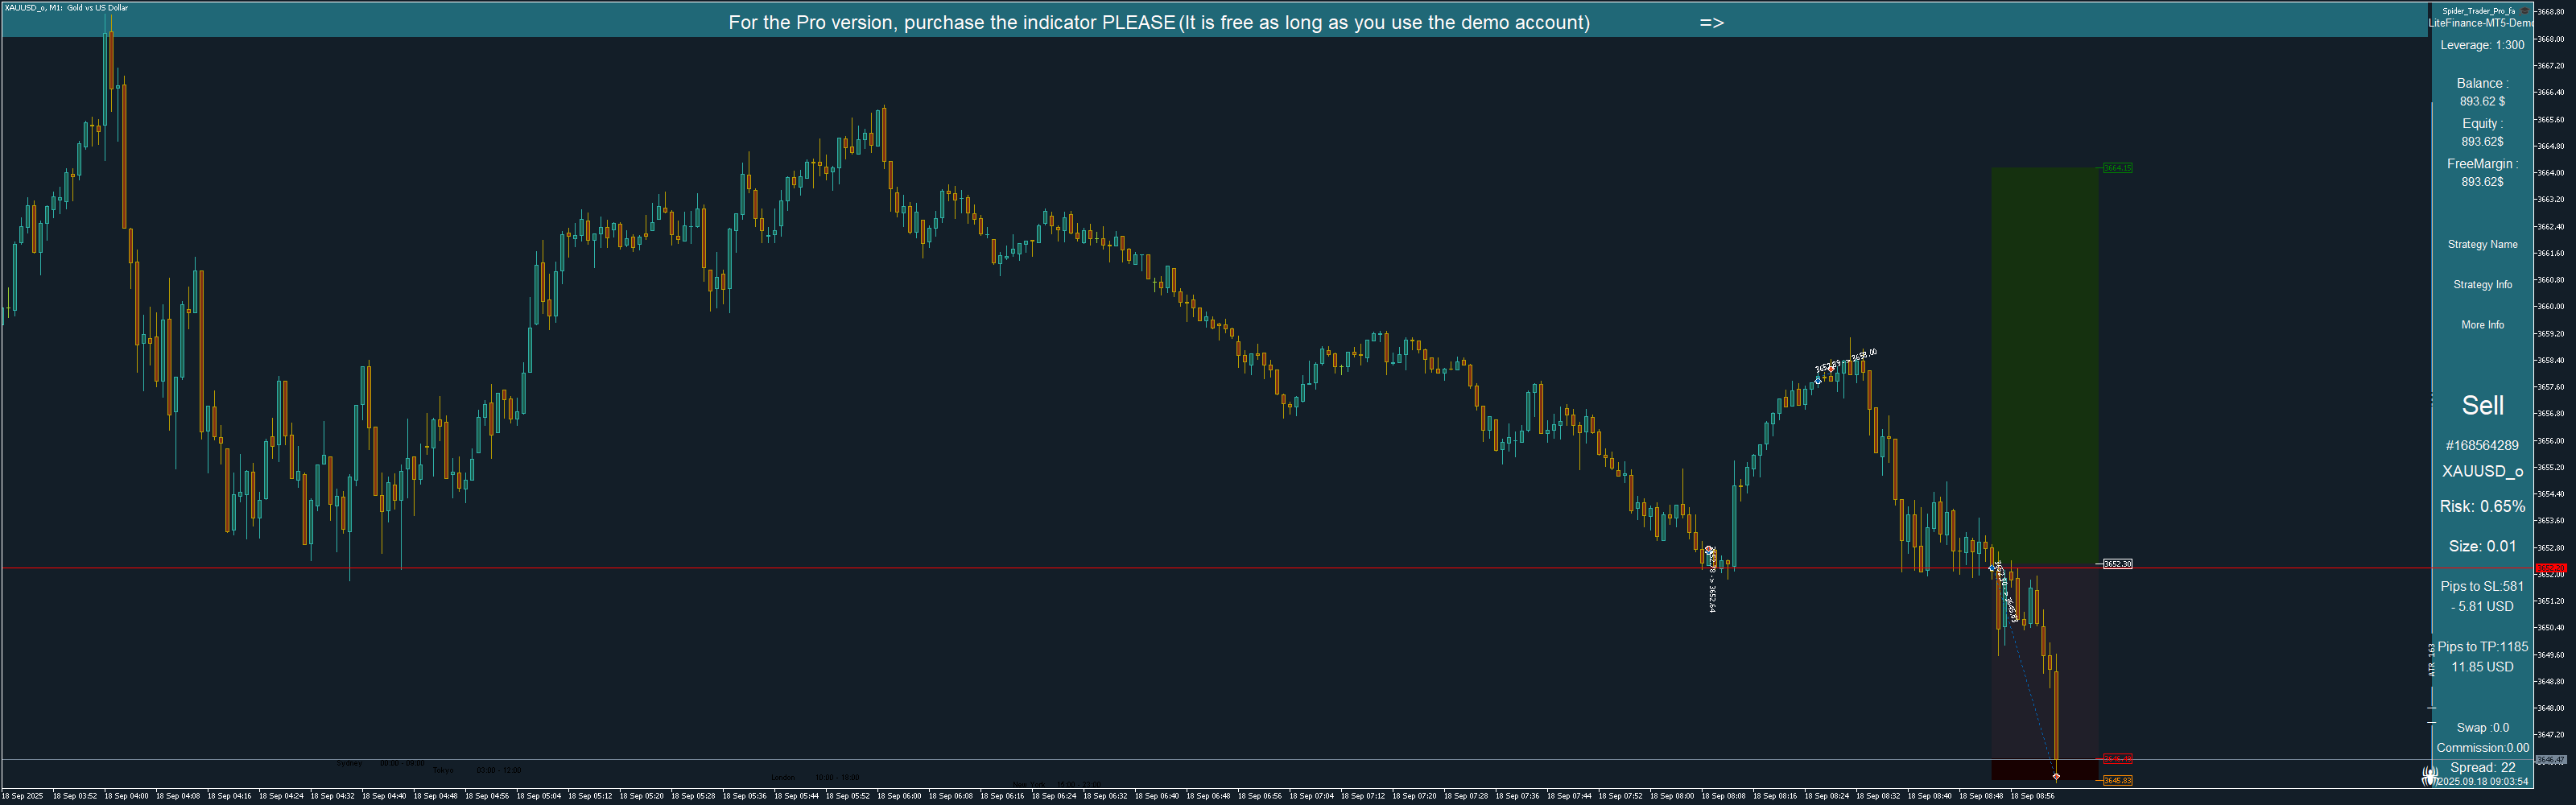 XAUUSD_o, M1: Gold vs US Dollar
For the Pro version, purchase the indicator PLEASE(It is free as long as you use the demo account) =>
Spider_Trader_Pro_fa
LiteFinance-MT5-Demo
Leverage: 1:300
Balance :
893.62 $
Equity :
893.62$
FreeMargin :
893.62$
Strategy Name
Strategy Info
More Info
Sell
#168564289
XAUUSD_o
Risk: 0.65%
Size: 0.01
Pips to SL:581
- 5.81 USD
Pips to TP:1185
11.85 USD
Swap :0.0
Commission:0.00
Spread: 22
2025.09.18 09:03:54
ATR 163
3668.80
3668.00
3667.20
3666.40
3665.60
3664.80
3664.00
3663.20
3662.40
3661.60
3660.80
3660.00
3659.20
3658.40
3657.60
3656.80
3656.00
3655.20
3654.40
3653.60
3652.80
3652.00
3651.20
3650.40
3649.60
3648.80
3648.00
3647.20
3646.47
3664.15
3652.30
3645.83
-> 3652.64
3658.00
Sydney 00:00 - 09:00
Tokyo 03:00 - 12:00
London 10:00 - 18:00
18 Sep 2025 18 Sep 03:52 18 Sep 04:00 18 Sep 04:08 18 Sep 04:16 18 Sep 04:24 18 Sep 04:32 18 Sep 04:40 18 Sep 04:48 18 Sep 04:56 18 Sep 05:04 18 Sep 05:12 18 Sep 05:20 18 Sep 05:28 18 Sep 05:36 18 Sep 05:44 18 Sep 05:52 18 Sep 06:00 18 Sep 06:08 18 Sep 06:16 18 Sep 06:24 18 Sep 06:32 18 Sep 06:40 18 Sep 06:48 18 Sep 06:56 18 Sep 07:04 18 Sep 07:12 18 Sep 07:20 18 Sep 07:28 18 Sep 07:36 18 Sep 07:44 18 Sep 07:52 18 Sep 08:00 18 Sep 08:08 18 Sep 08:16 18 Sep 08:24 18 Sep 08:32 18 Sep 08:40 18 Sep 08:48 18 Sep 08:56